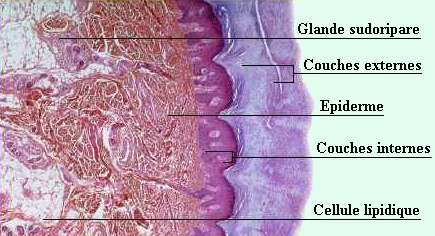 Glande sudoripare
Couches externes
Epiderme
Couches internes
Cellule lipidique